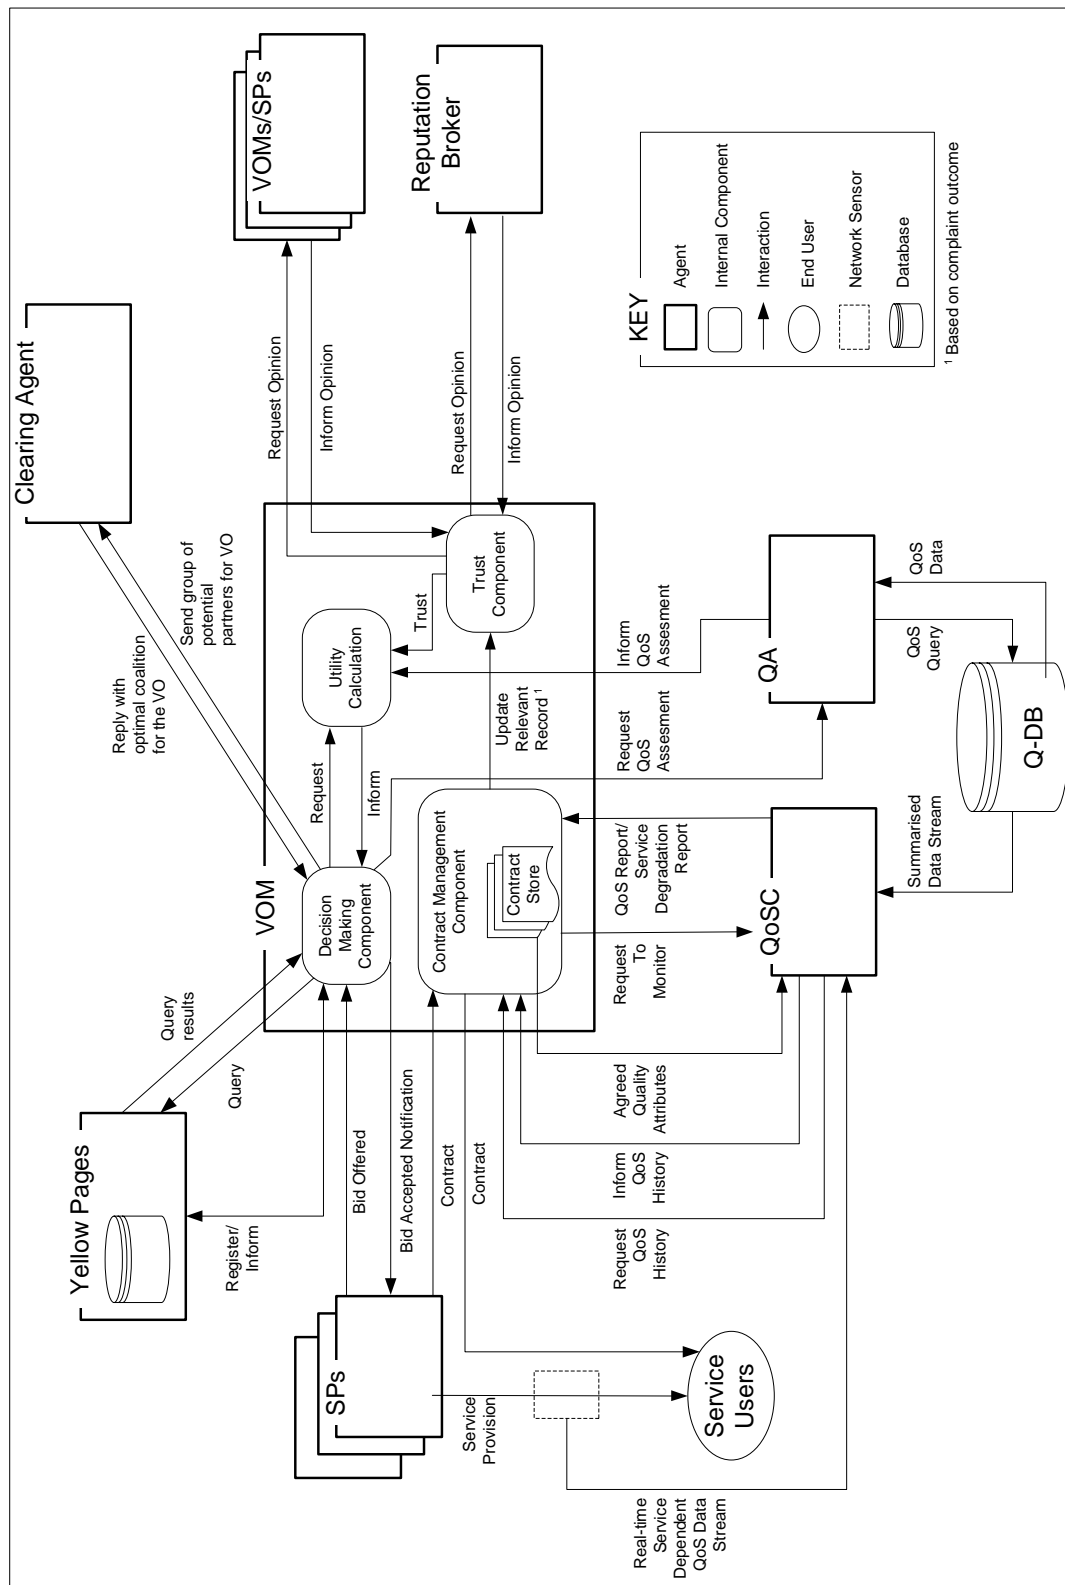 Clearing Agent
VOMs/SPs
Reputation
Broker
Yellow Pages
Register/
Inform
Query
results
Query
Reply with
optimal coalition
for the VO
Send group of
potential
partners for VO
Request Opinion
Inform Opinion
Request Opinion
Inform Opinion
VOM
Decision
Making
Component
Request
Inform
Utility
Calculation
Trust
Trust
Component
Update
Relevant
Record 1
Contract Management
Component
Contract
Store
SPs
Bid Offered
Bid Accepted Notification
Contract
Contract
Service
Provision
Service
Users
Real-time
Service
Dependent
QoS Data
Stream
Request
QoS
History
Inform
QoS
History
Agreed
Quality
Attributes
Request
To
Monitor
QoS Report/
Service
Degradation
Report
Request
QoS
Assesment
Inform
QoS
Assesment
QoSC
QA
Summarised
Data Stream
QoS
Query
QoS
Data
Q-DB
KEY
Agent
Internal Component
Interaction
End User
Network Sensor
Database
1 Based on complaint outcome